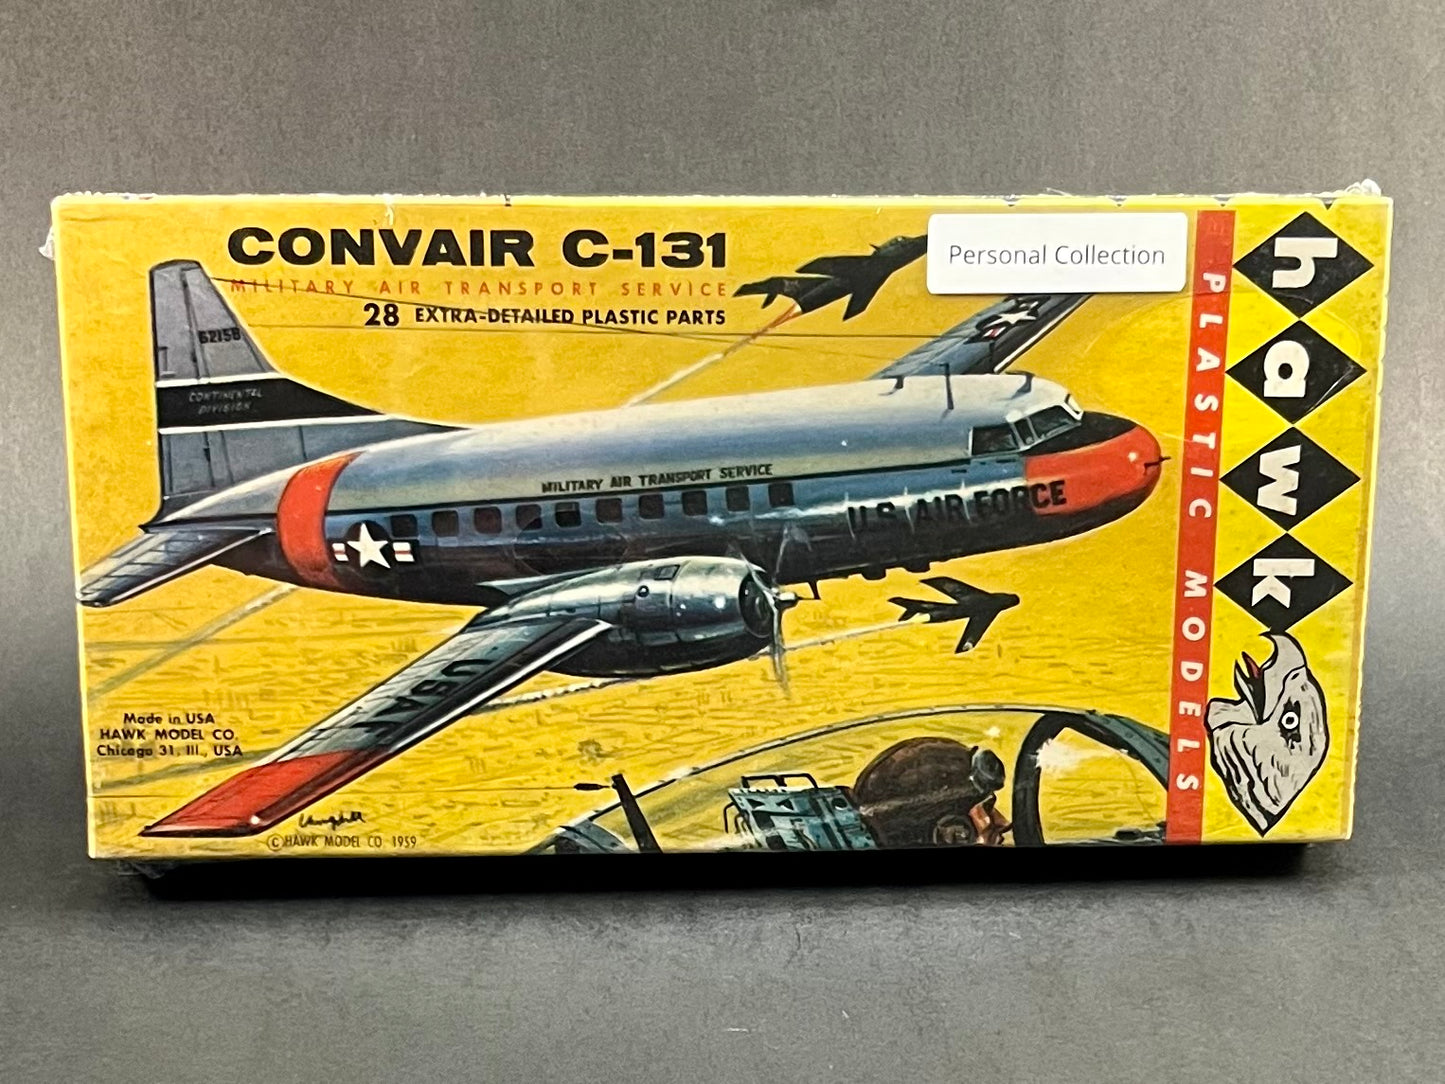 CONVAIR C-131
MILITARY AIR TRANSPORT SERVICE
28 EXTRA-DETAILED PLASTIC PARTS
Personal Collection
hawk
PLASTIC MODELS
62158
CONTINENTAL
DIVISION
MILITARY AIR TRANSPORT SERVICE
U.S. AIR FORCE
USAF
Made in USA
HAWK MODEL CO.
Chicago 31, Ill., USA
© HAWK MODEL CO 1959